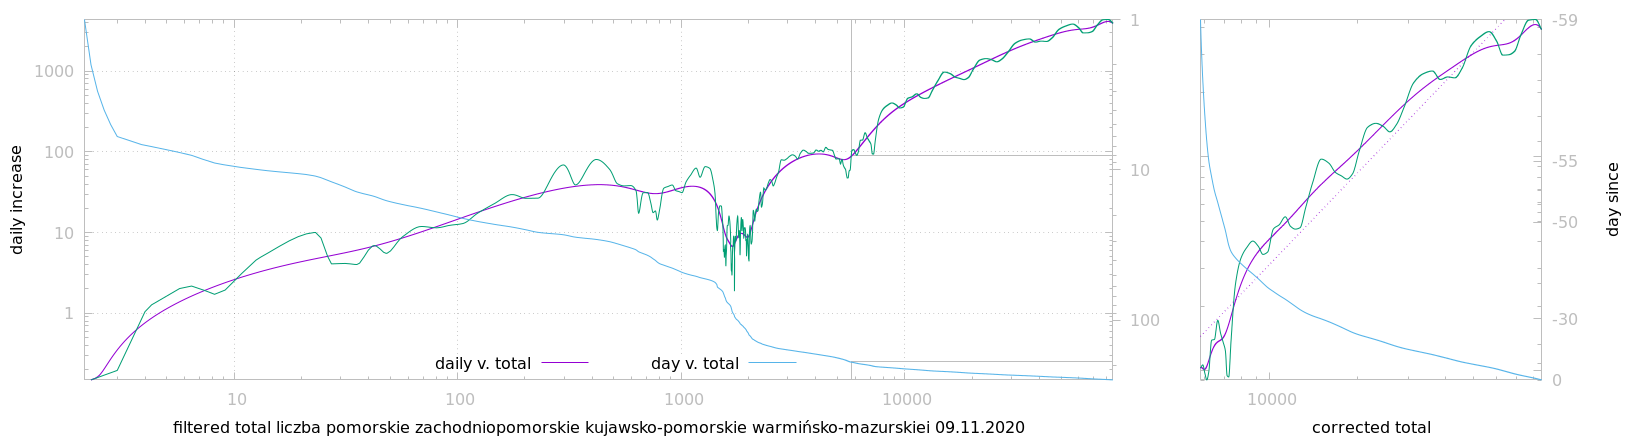 1
-59
1000
daily increase
100
10
-55
day since
10
-50
1
100
-30
daily v. total
day v. total
0
10
100
1000
10000
10000
filtered total liczba pomorskie zachodniopomorskie kujawsko-pomorskie warmińsko-mazurskiei 09.11.2020
corrected total